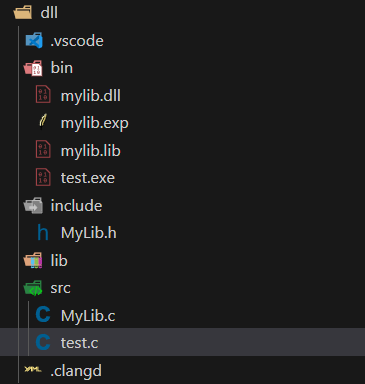 dll
.vscode
bin
mylib.dll
mylib.exp
mylib.lib
test.exe
include
h MyLib.h
lib
src
C MyLib.c
C test.c
.clangd